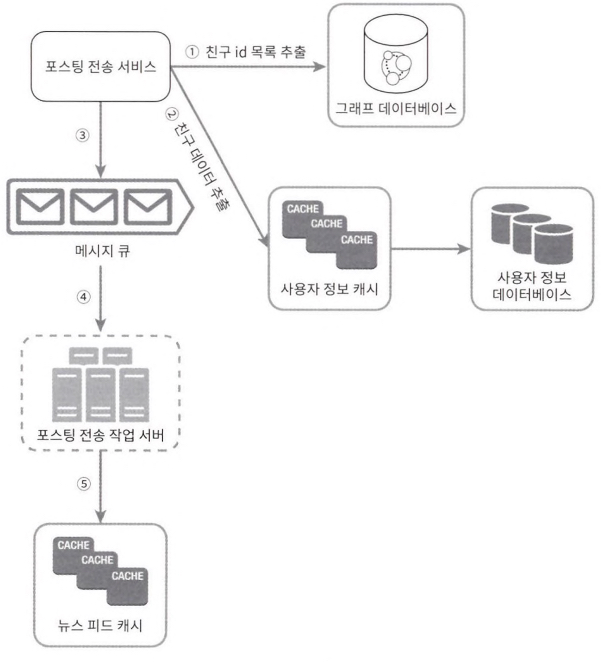 포스팅 전송 서비스
① 친구 id 목록 추출
그래프 데이터베이스
② 친구 데이터 추출
③
메시지 큐
CACHE
CACHE
CACHE
사용자 정보 캐시
사용자 정보
데이터베이스
④
포스팅 전송 작업 서버
⑤
CACHE
CACHE
CACHE
뉴스 피드 캐시